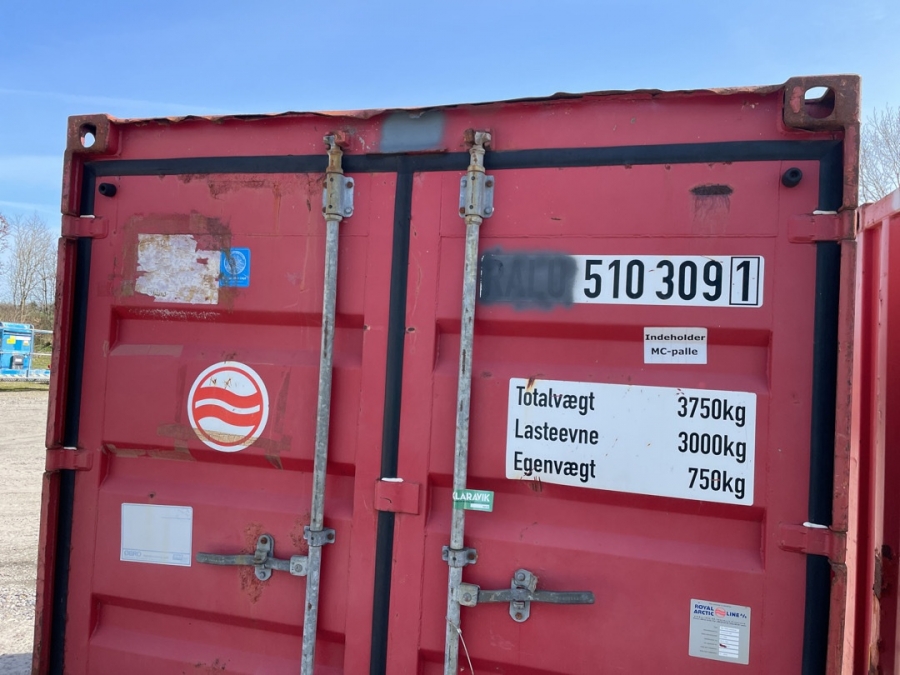 510 309 1
Indeholder
MC-palle
Totalvægt 3750kg
Lasteevne 3000kg
Egenvægt 750kg
KLARAVIK
ROYAL
ARCTIC LINE A/S